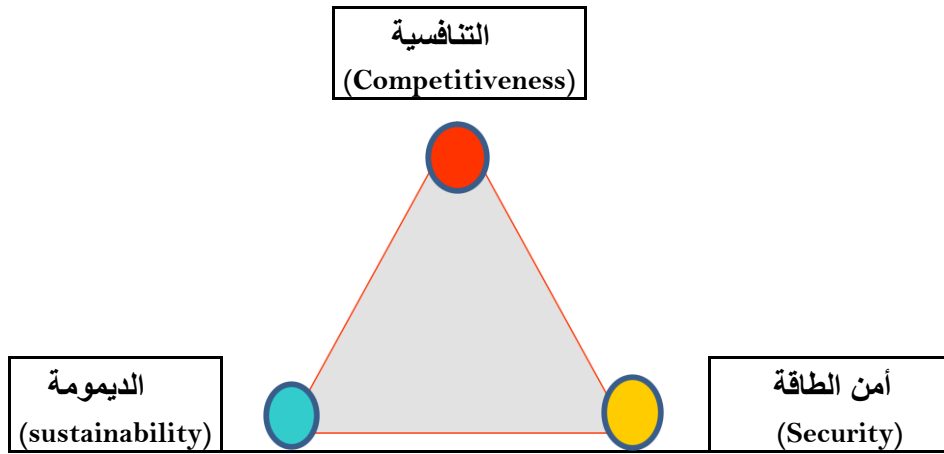 التنافسية
(Competitiveness)
الديمومة
(sustainability)
أمن الطاقة
(Security)